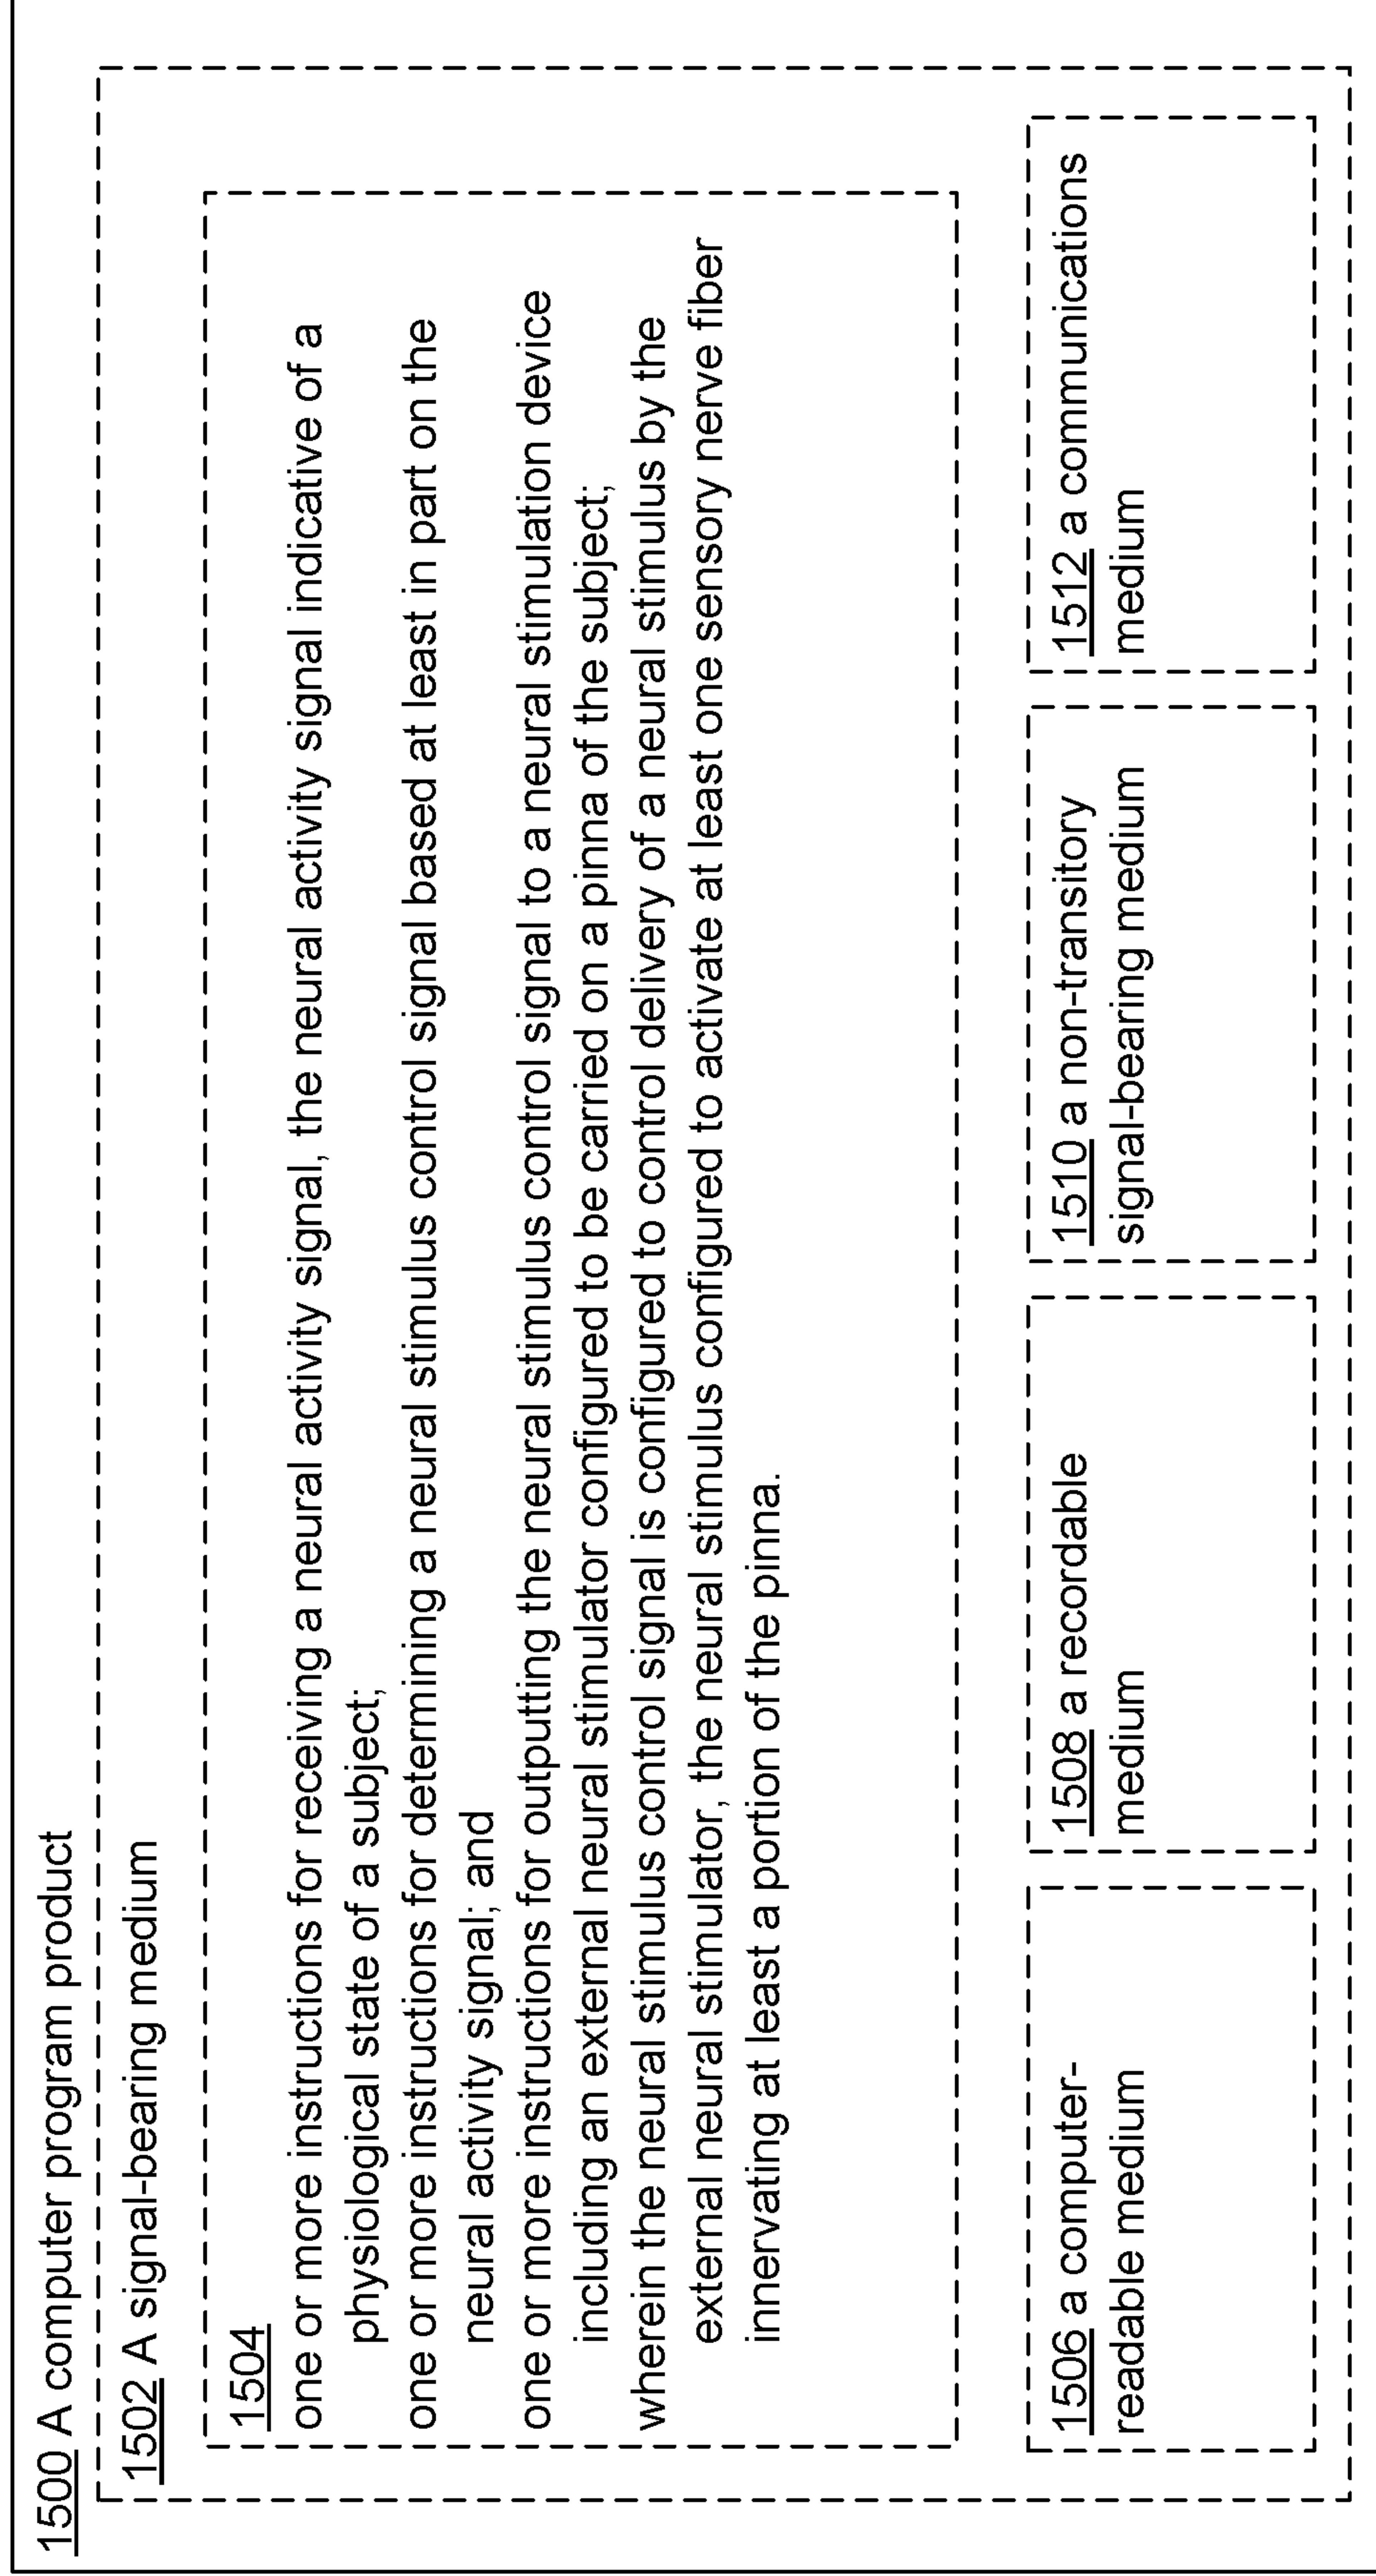 1500 A computer program product
1502 A signal-bearing medium
1504
one or more instructions for receiving a neural activity signal, the neural activity signal indicative of a
physiological state of a subject;
one or more instructions for determining a neural stimulus control signal based at least in part on the
neural activity signal; and
one or more instructions for outputting the neural stimulus control signal to a neural stimulation device
including an external neural stimulator configured to be carried on a pinna of the subject;
wherein the neural stimulus control signal is configured to control delivery of a neural stimulus by the
external neural stimulator, the neural stimulus configured to activate at least one sensory nerve fiber
innervating at least a portion of the pinna.
1506 a computer-
readable medium
1508 a recordable
medium
1510 a non-transitory
signal-bearing medium
1512 a communications
medium